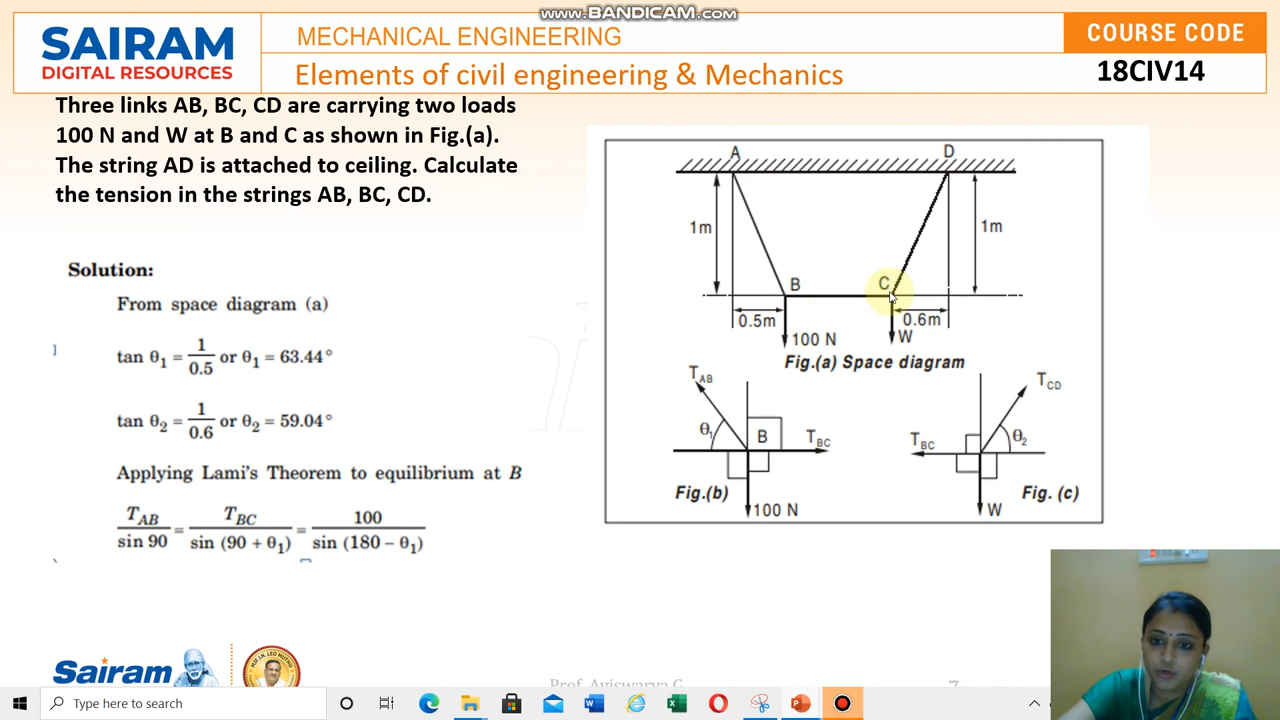 www.BANDICAM.com
SAIRAM
DIGITAL RESOURCES
MECHANICAL ENGINEERING
Elements of civil engineering & Mechanics
COURSE CODE
18CIV14
Three links AB, BC, CD are carrying two loads
100 N and W at B and C as shown in Fig.(a).
The string AD is attached to ceiling. Calculate
the tension in the strings AB, BC, CD.
Solution:
From space diagram (a)
tan θ1 = 1/0.5 or θ1 = 63.44°
tan θ2 = 1/0.6 or θ2 = 59.04°
Applying Lami's Theorem to equilibrium at B
TAB/sin 90 = TBC/sin (90 + θ1) = 100/sin (180 − θ1)
A
D
1m
1m
B
C
0.5m
0.6m
100 N
W
Fig.(a) Space diagram
TAB
θ1
B
TBC
100 N
Fig.(b)
TCD
TBC
θ2
W
Fig. (c)
Sairam
Prof. Aviswarya G
7
Type here to search